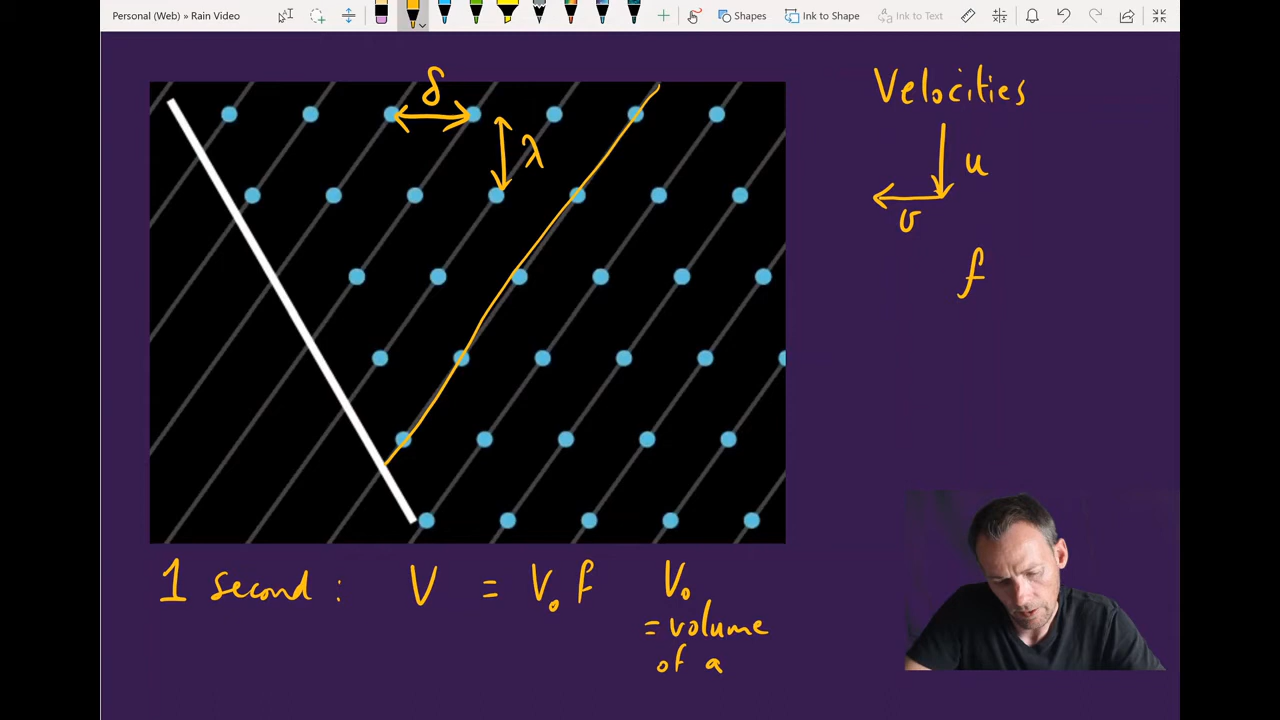 Personal (Web) » Rain Video
Shapes
Ink to Shape
Ink to Text
δ
λ
Velocities
u
v
f
1 second : V = V₀ f V₀
= volume
of a